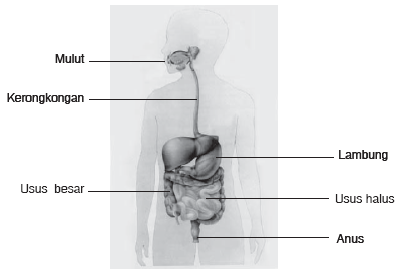 Mulut
Kerongkongan
Lambung
Usus besar
Usus halus
Anus